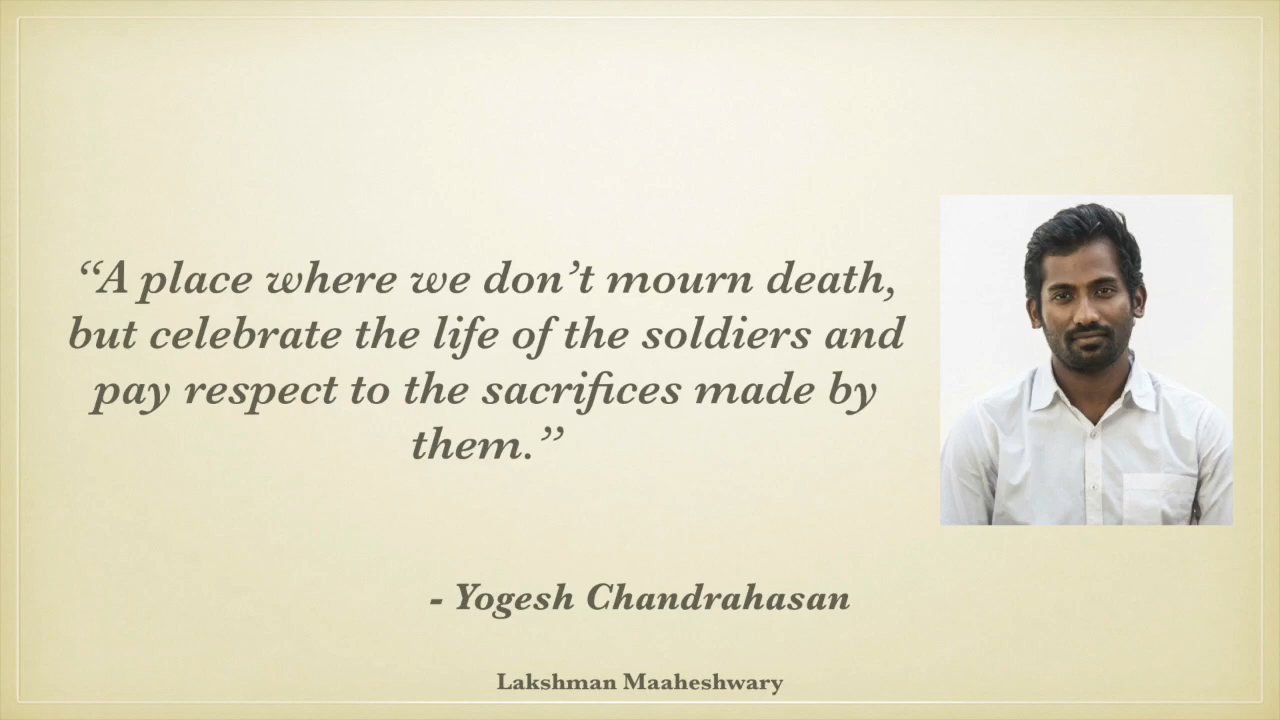 “A place where we don’t mourn death,
but celebrate the life of the soldiers and
pay respect to the sacrifices made by
them.”
- Yogesh Chandrahasan
Lakshman Maaheshwary